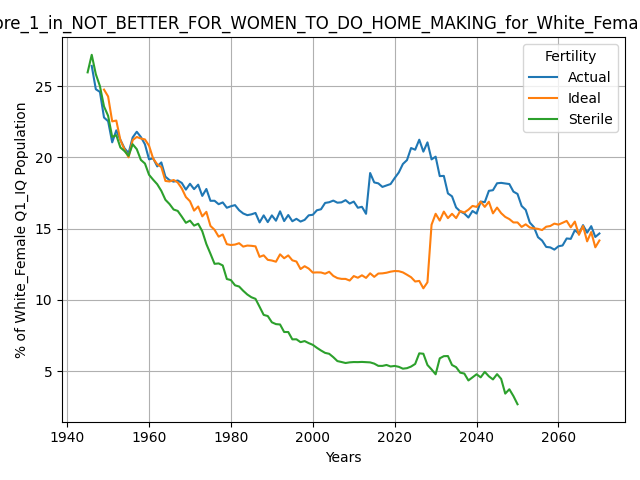 ore_1_in_NOT_BETTER_FOR_WOMEN_TO_DO_HOME_MAKING_for_White_Fema
% of White_Female Q1_IQ Population
25
20
15
10
5
1940 1960 1980 2000 2020 2040 2060
Years
Fertility
Actual
Ideal
Sterile